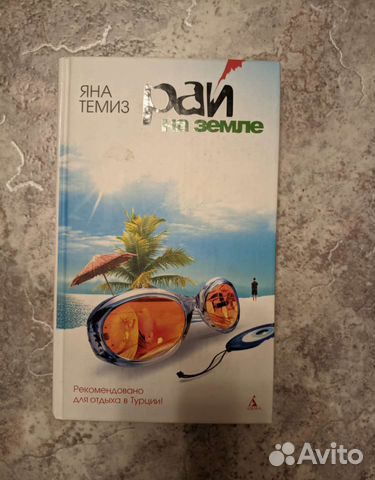 ЯНА
ТЕМИЗ
рай
на земле
Рекомендовано
для отдыха в Турции!
Avito